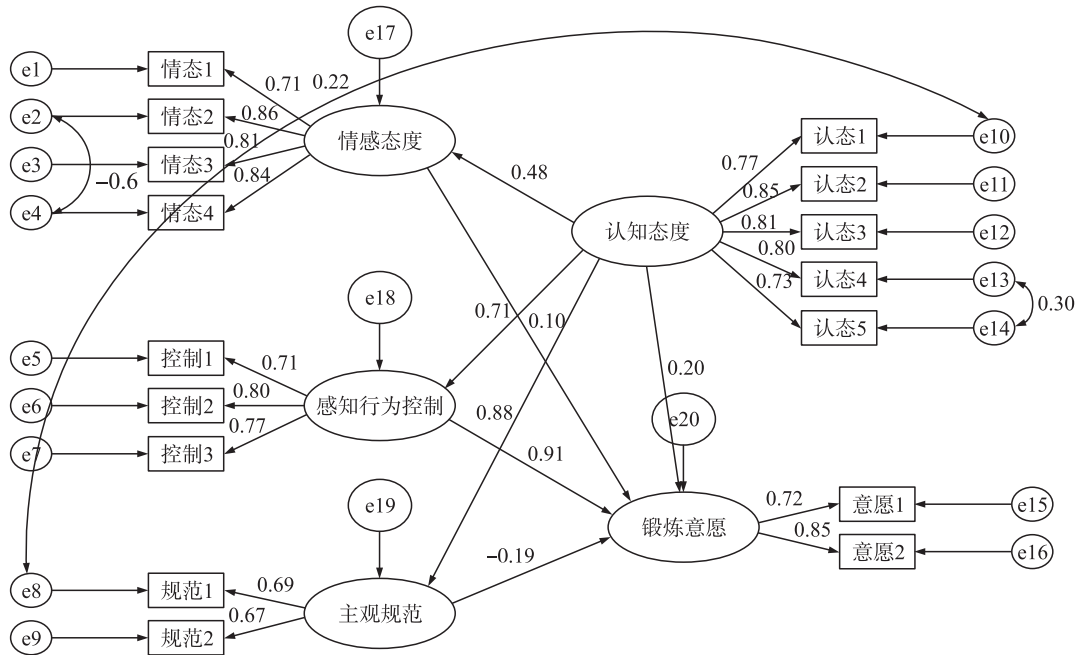 e17
e1
情态1
0.71
0.22
e2
情态2
0.86
情感态度
认态1
e10
e3
情态3
0.81
0.77
−0.6
0.84
0.48
认态2
e11
0.85
e4
情态4
认知态度
0.81
认态3
e12
0.80
认态4
e13
0.73
0.30
e18
0.71
0.10
认态5
e14
e5
控制1
0.71
0.20
e6
控制2
0.80
感知行为控制
0.88
e20
e7
控制3
0.77
0.91
e19
锻炼意愿
0.72
意愿1
e15
−0.19
0.85
意愿2
e16
e8
规范1
0.69
主观规范
e9
规范2
0.67